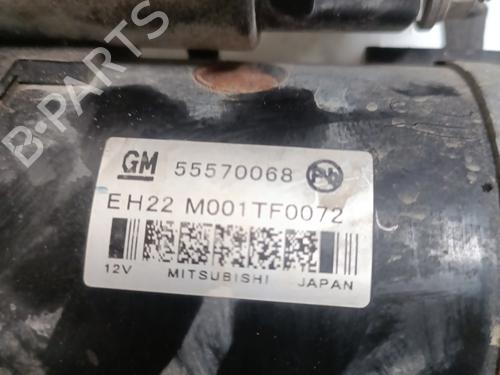 B-PARTS
GM 55570068 Pb
EH22 M001TF0072
12V MITSUBISHI JAPAN